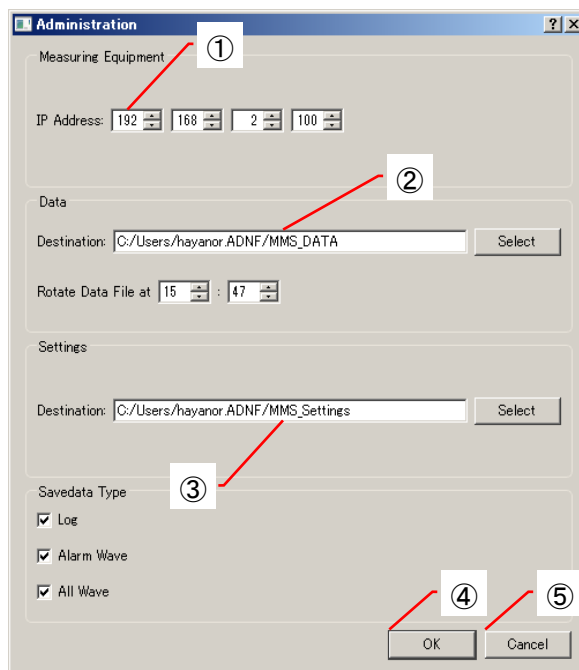 Administration
①
Measuring Equipment
IP Address: 192 168 2 100
②
Data
Destination: C:/Users/hayanor.ADNF/MMS_DATA Select
Rotate Data File at 15 : 47
Settings
Destination: C:/Users/hayanor.ADNF/MMS_Settings Select
③
Savedata Type
Log
Alarm Wave
All Wave
④ ⑤
OK Cancel